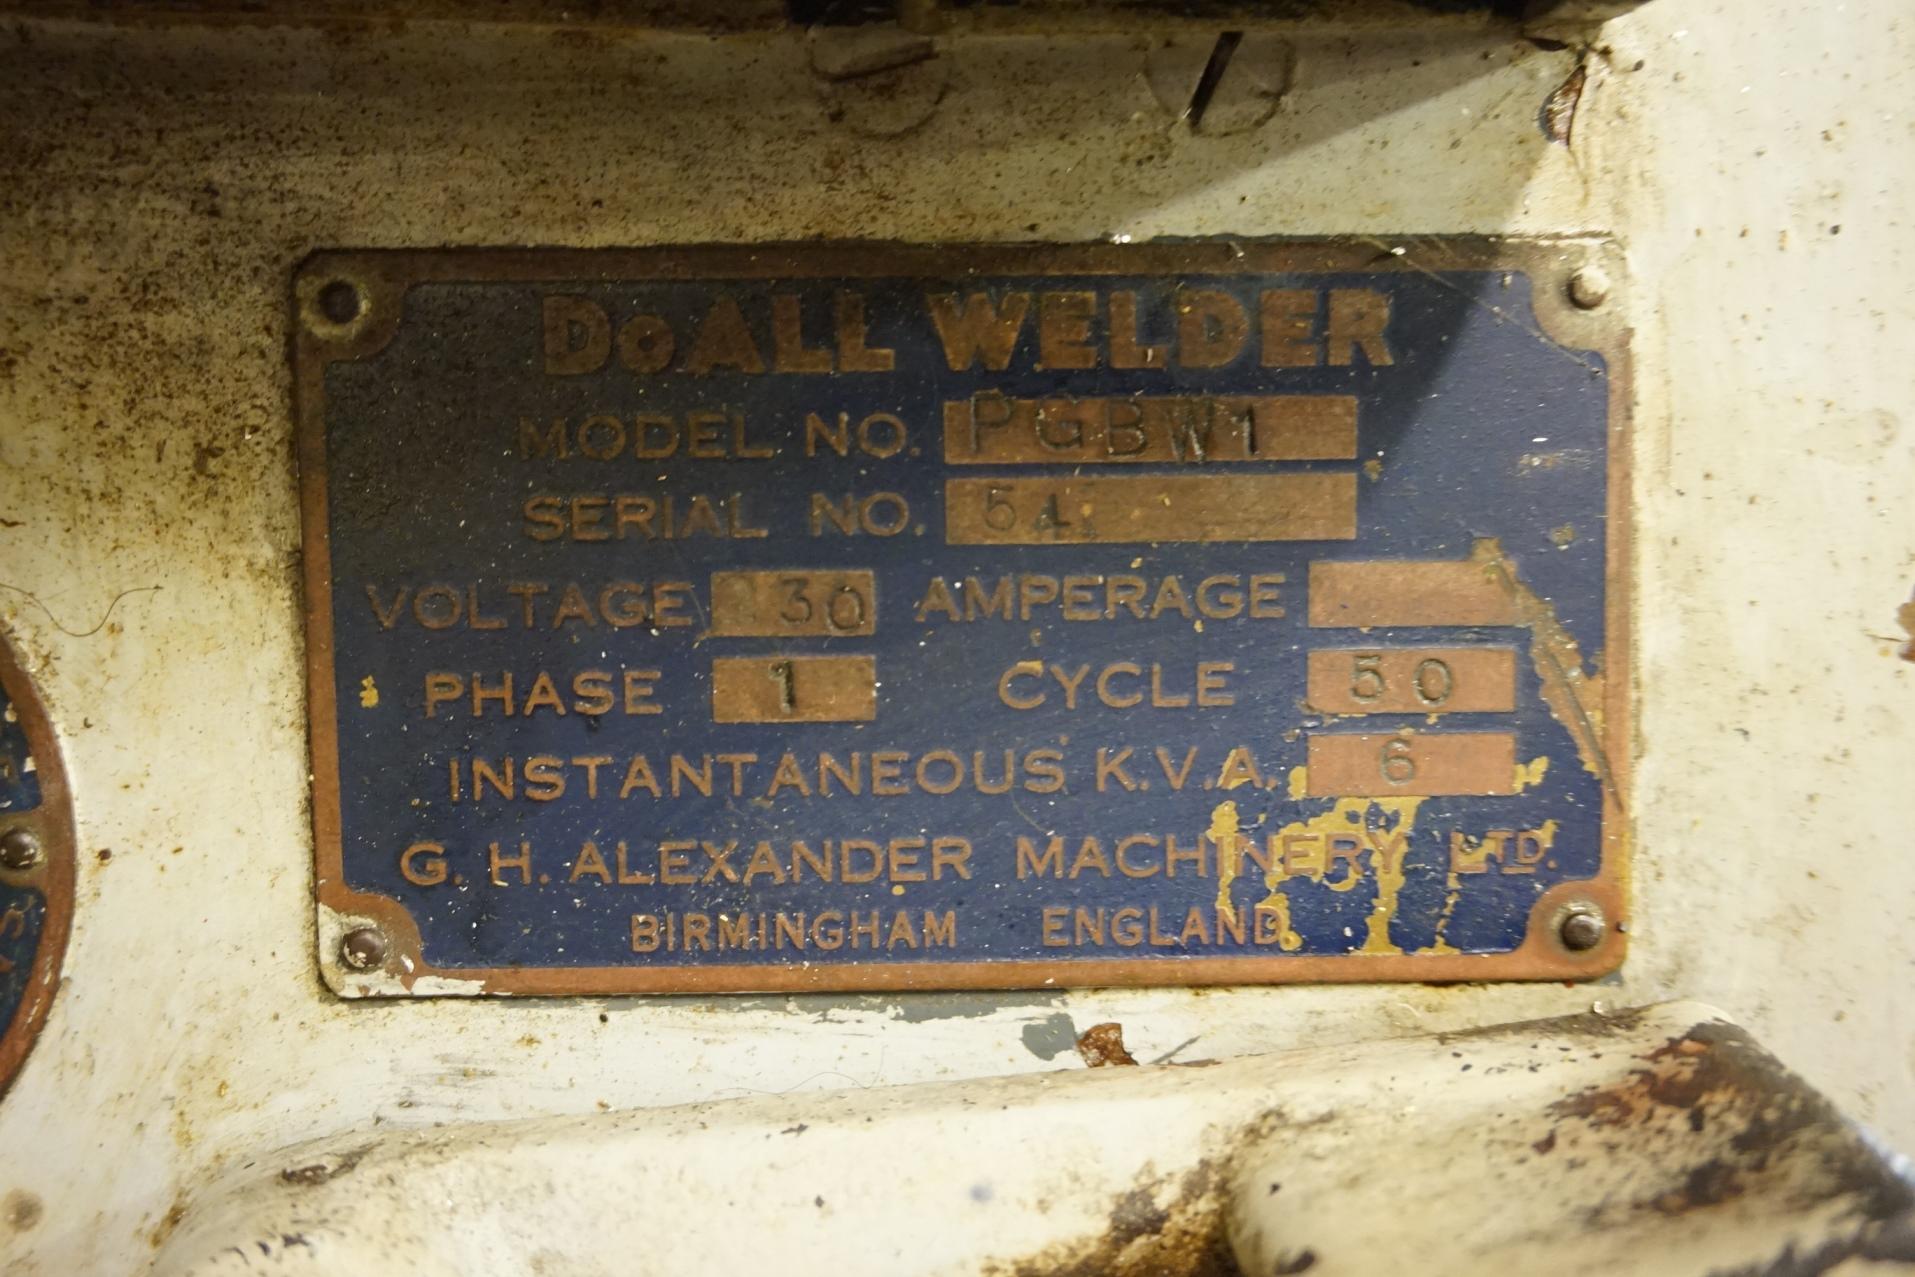 DoALL WELDER
MODEL NO. PGBW1
SERIAL NO. 54
VOLTAGE 230 AMPERAGE
PHASE 1 CYCLE 50
INSTANTANEOUS K.V.A. 6
G. H. ALEXANDER MACHINERY LTD.
BIRMINGHAM ENGLAND